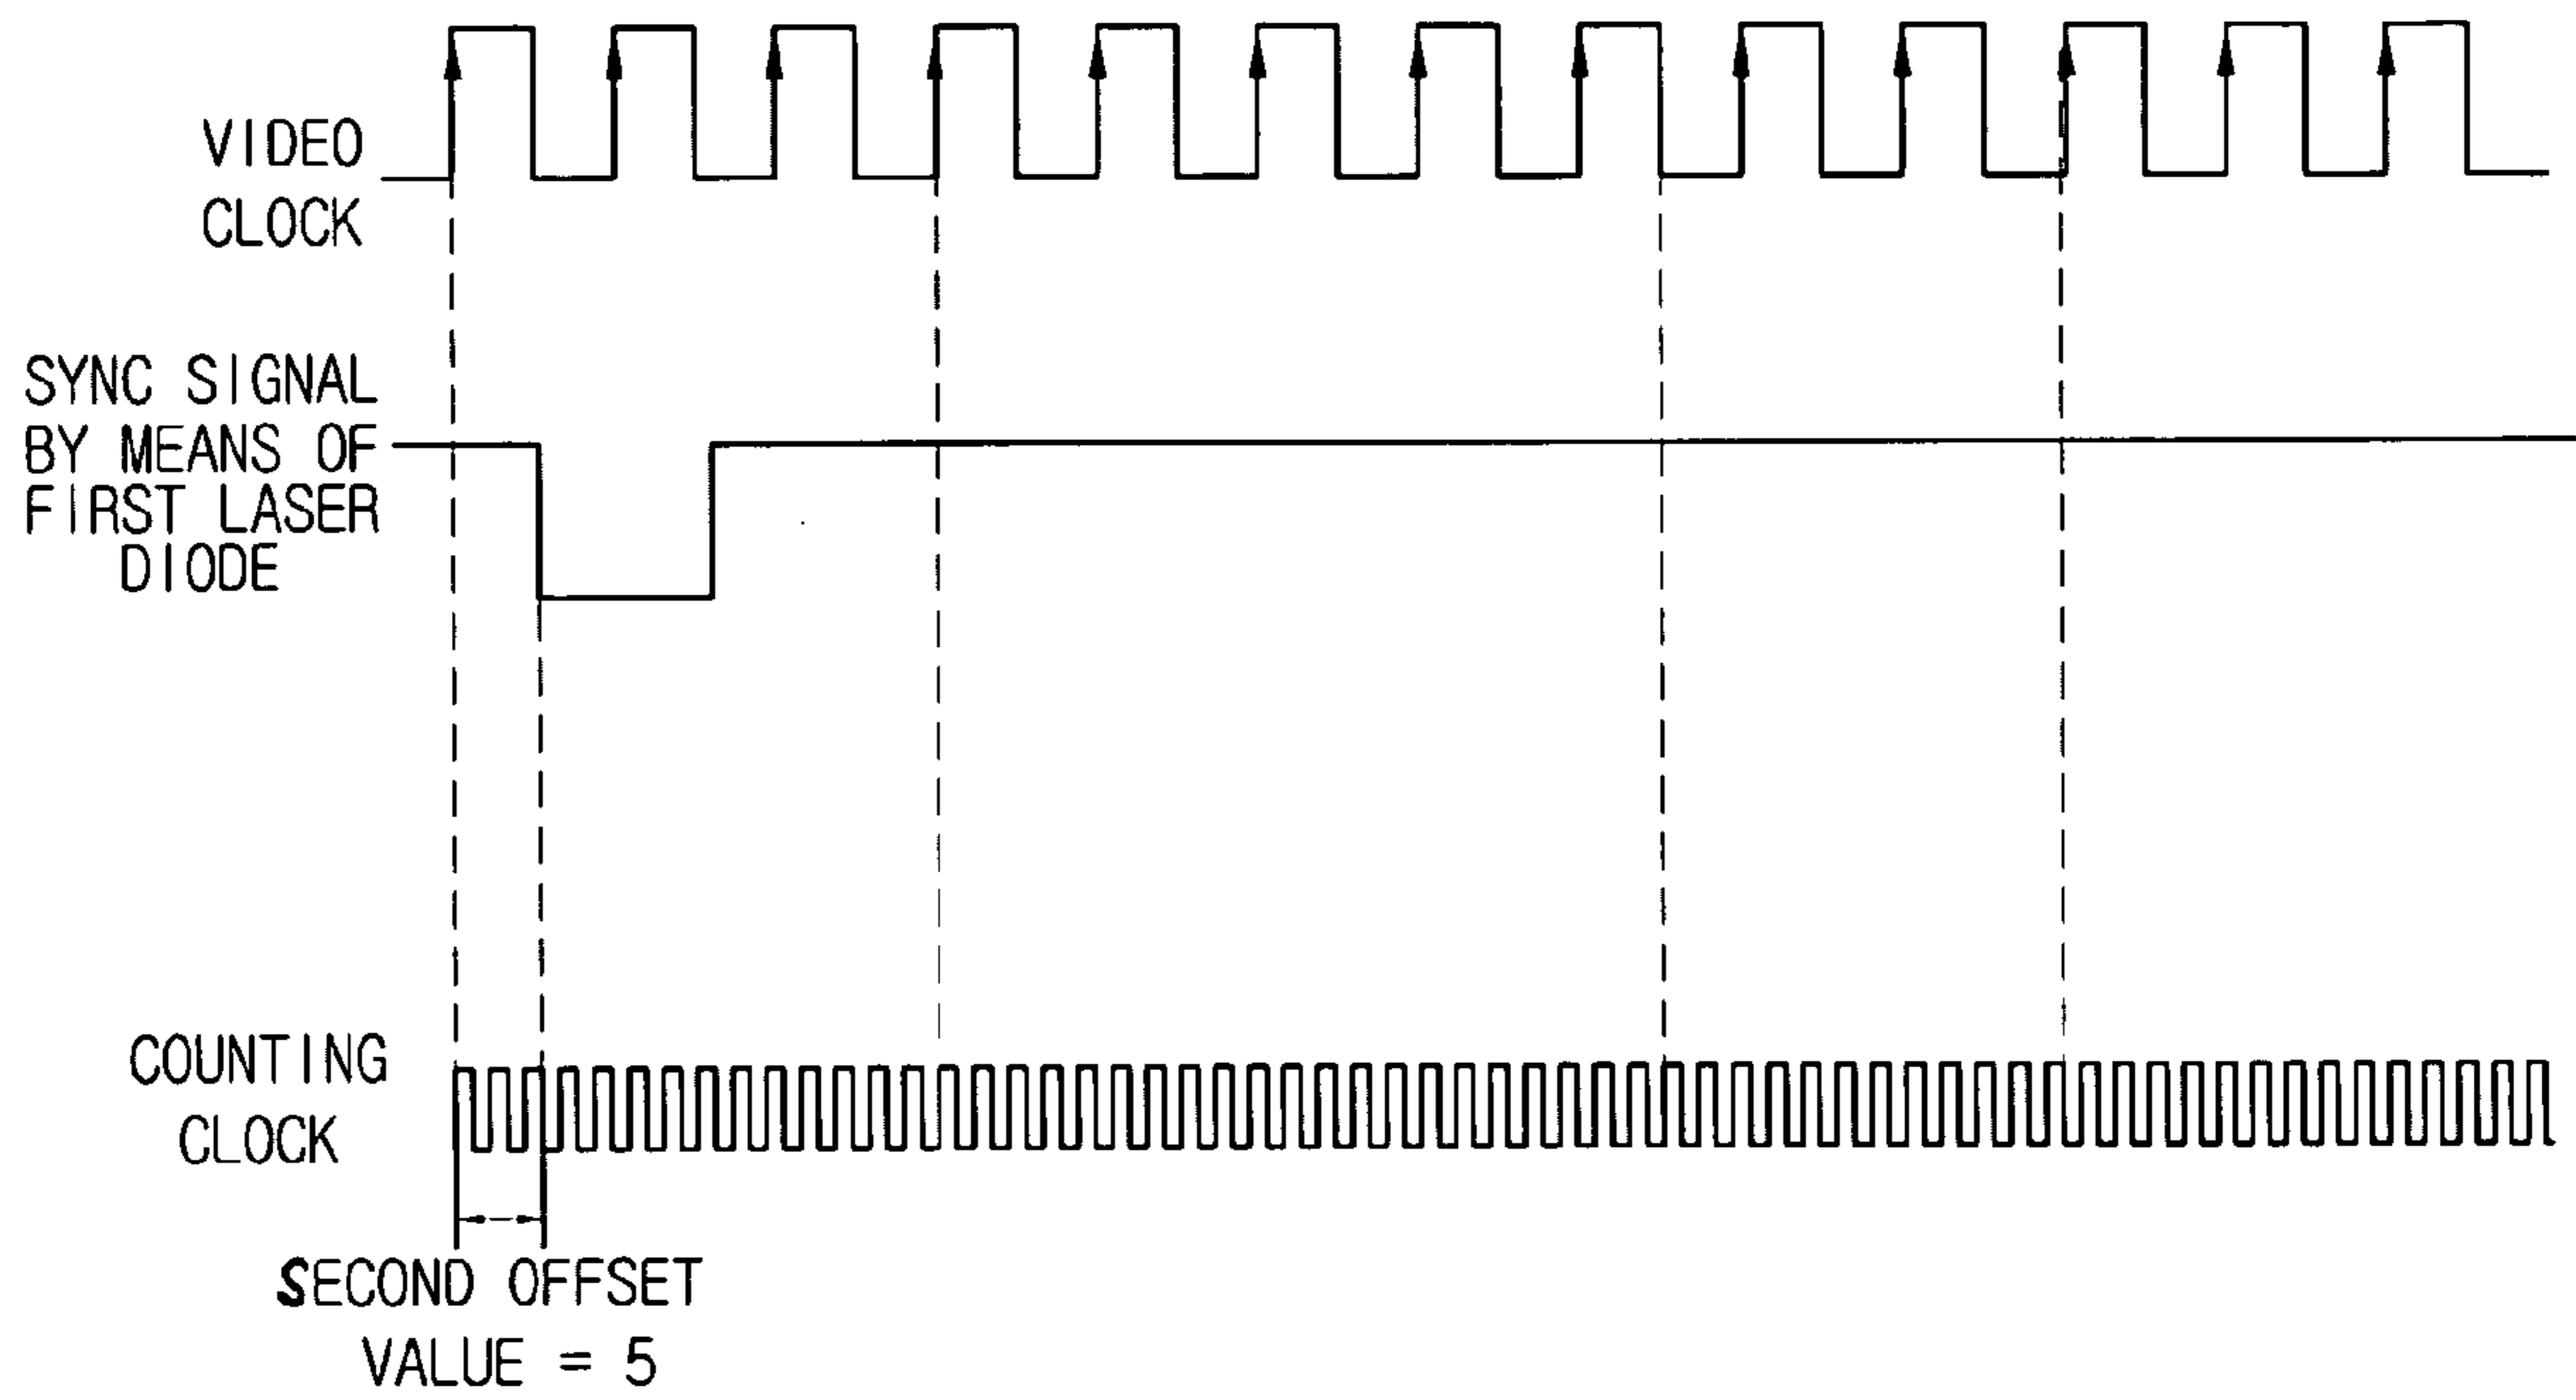 VIDEO
CLOCK
SYNC SIGNAL
BY MEANS OF
FIRST LASER
DIODE
COUNTING
CLOCK
SECOND OFFSET
VALUE = 5